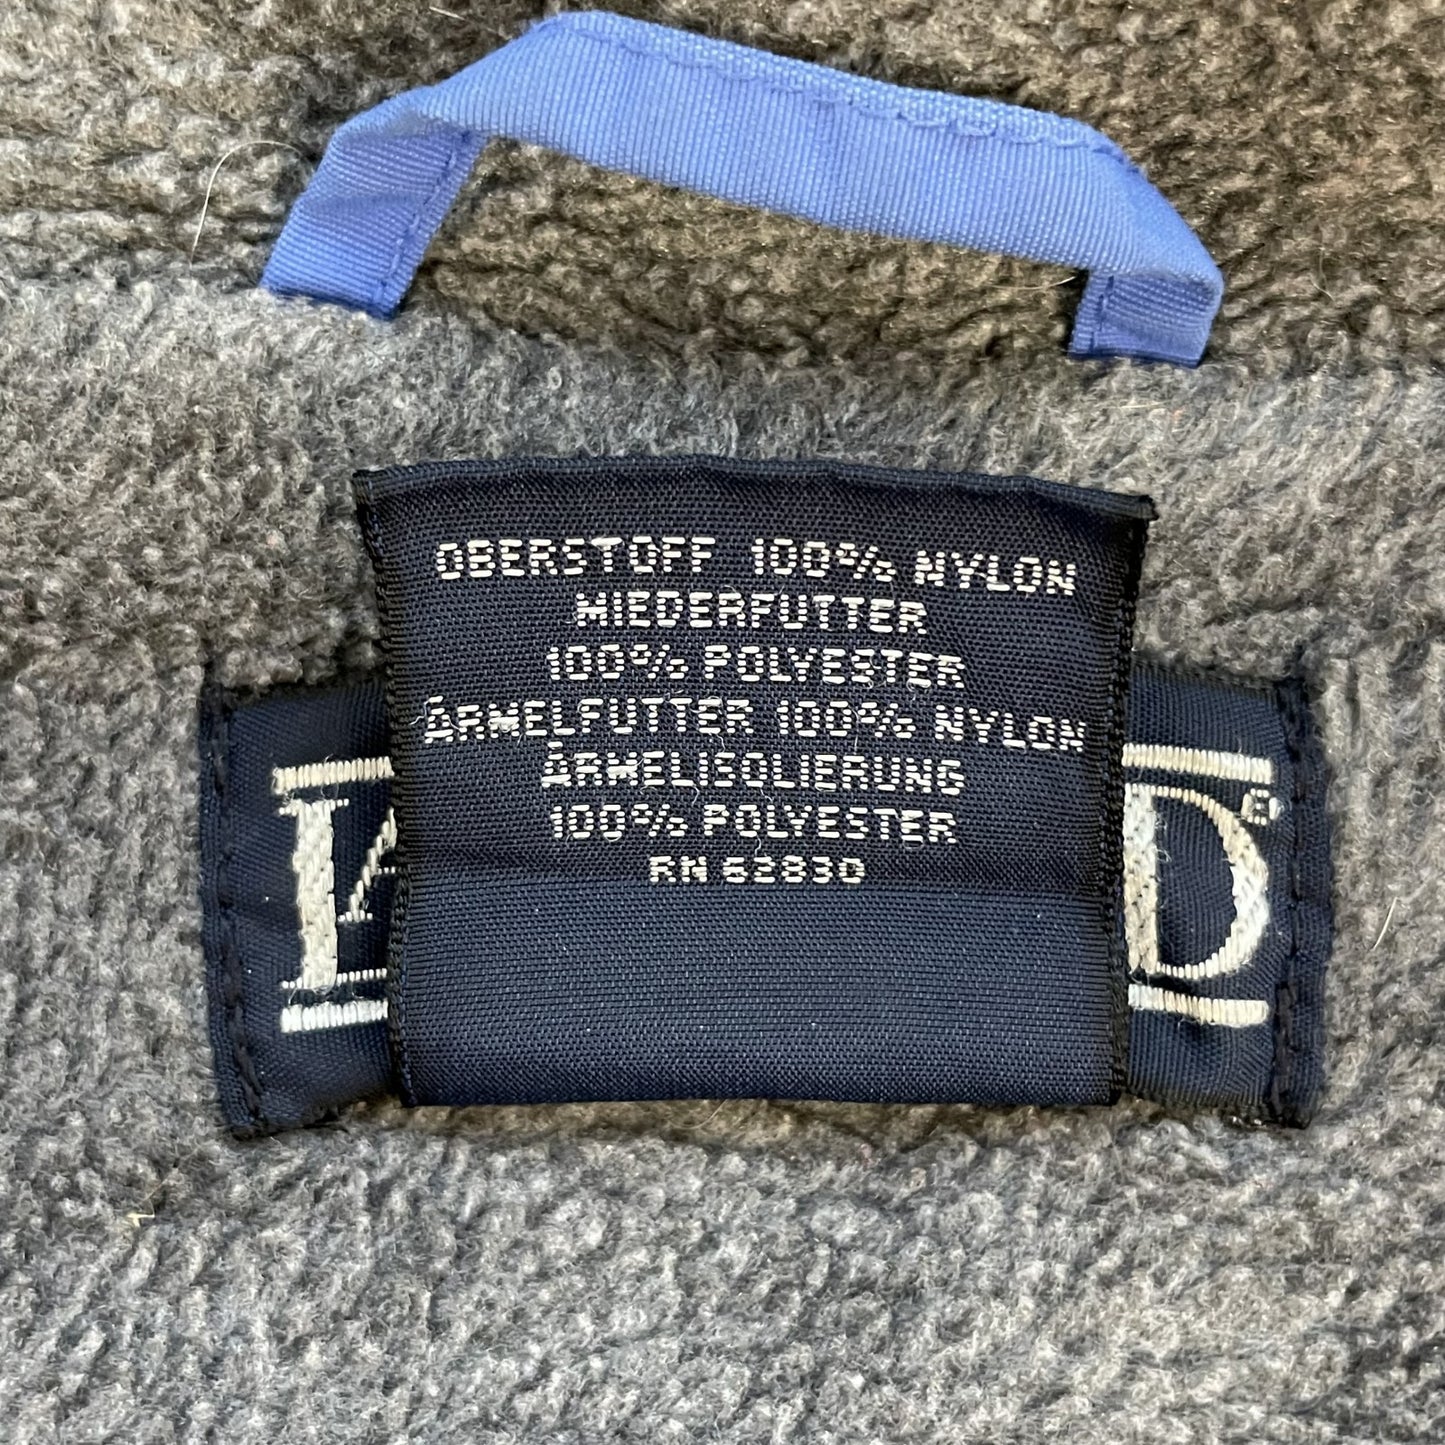 OBERSTOFF 100% NYLON
MIEDERFUTTER
100% POLYESTER
ÄRMELFUTTER 100% NYLON
ÄRMELISOLIERUNG
100% POLYESTER
RN 62830